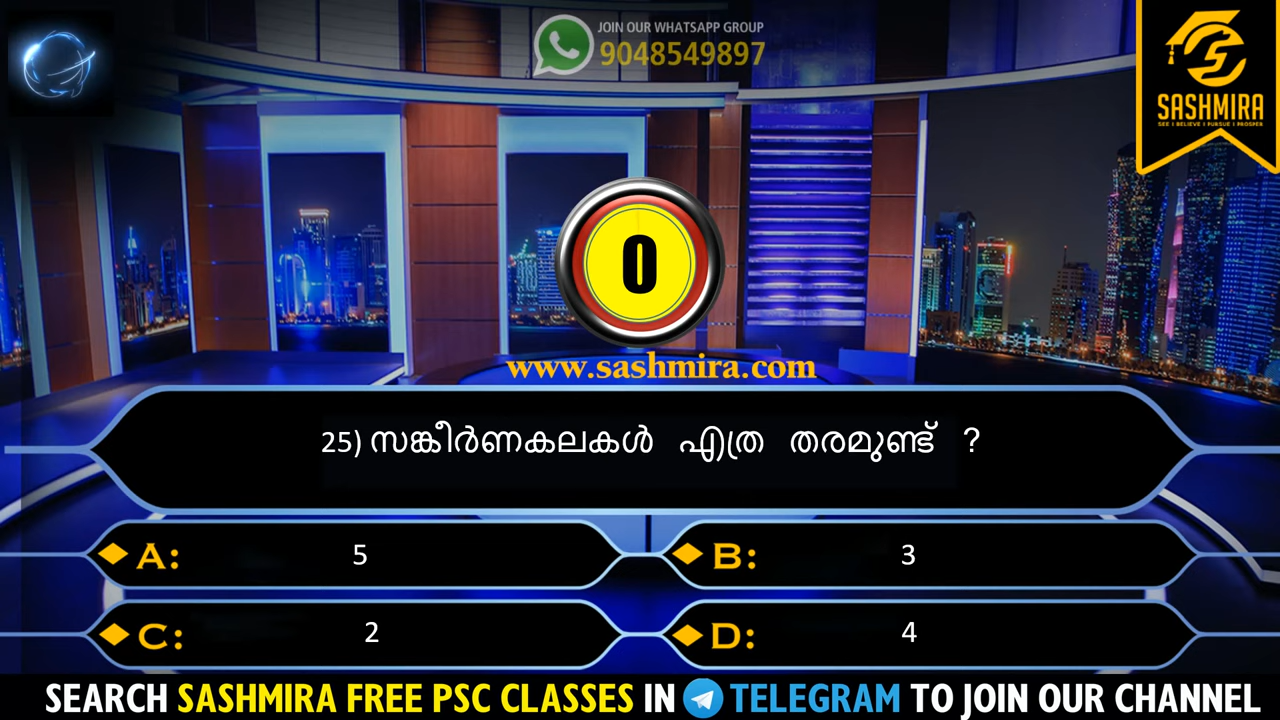 JOIN OUR WHATSAPP GROUP
9048549897
SASHMIRA
SEE | BELIEVE | PURSUE | PROSPER
0
www.sashmira.com
25) സങ്കീർണകലകൾ എത്ര തരമുണ്ട് ?
A: 5
B: 3
C: 2
D: 4
SEARCH SASHMIRA FREE PSC CLASSES IN TELEGRAM TO JOIN OUR CHANNEL